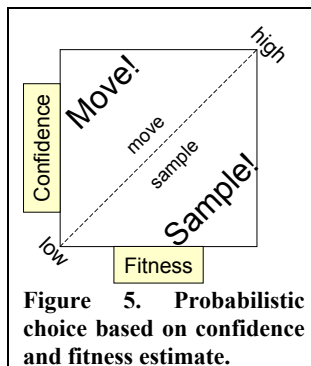 high
Move!
move
Confidence
sample
Sample!
low
Fitness
Figure 5. Probabilistic
choice based on confidence
and fitness estimate.